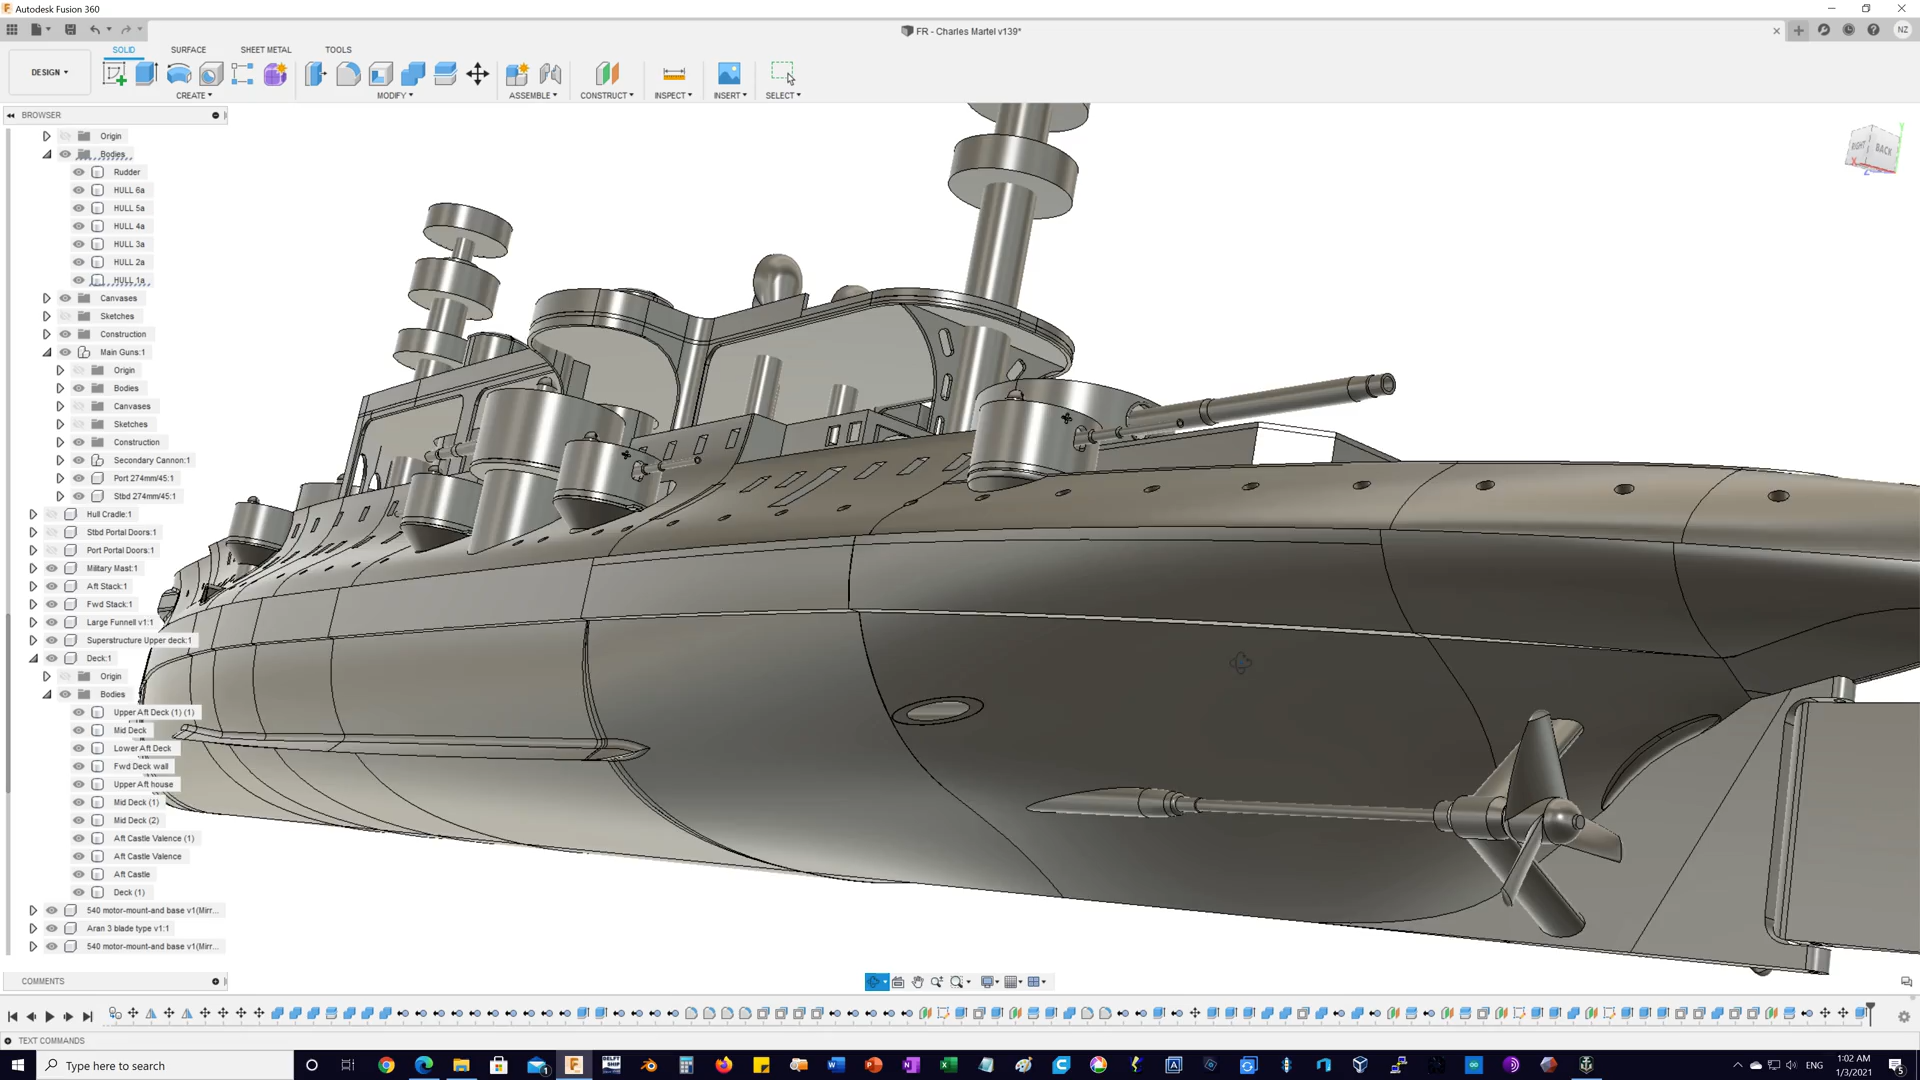 Autodesk Fusion 360
FR - Charles Martel v139*
NZ
SOLID
SURFACE
SHEET METAL
TOOLS
DESIGN
CREATE
MODIFY
ASSEMBLE
CONSTRUCT
INSPECT
INSERT
SELECT
BROWSER
RIGHT
BACK
Y
X
Z
Origin
Bodies
Rudder
HULL 6a
HULL 5a
HULL 4a
HULL 3a
HULL 2a
HULL 1a
Canvases
Sketches
Construction
Main Guns:1
Origin
Bodies
Canvases
Sketches
Construction
Secondary Cannon:1
Port 274mm/45:1
Stbd 274mm/45:1
Hull Cradle:1
Stbd Portal Doors:1
Port Portal Doors:1
Military Mast:1
Aft Stack:1
Fwd Stack:1
Large Funnell v1:1
Superstructure Upper deck:1
Deck:1
Origin
Bodies
Upper Aft Deck (1) (1)
Mid Deck
Lower Aft Deck
Fwd Deck wall
Upper Aft house
Mid Deck (1)
Mid Deck (2)
Aft Castle Valence (1)
Aft Castle Valence
Aft Castle
Deck (1)
540 motor-mount-and base v1(Mirr...
Aran 3 blade type v1:1
540 motor-mount-and base v1(Mirr...
COMMENTS
TEXT COMMANDS
Type here to search
DELFT
SHIP
ENG
1:02 AM
1/3/2021
5